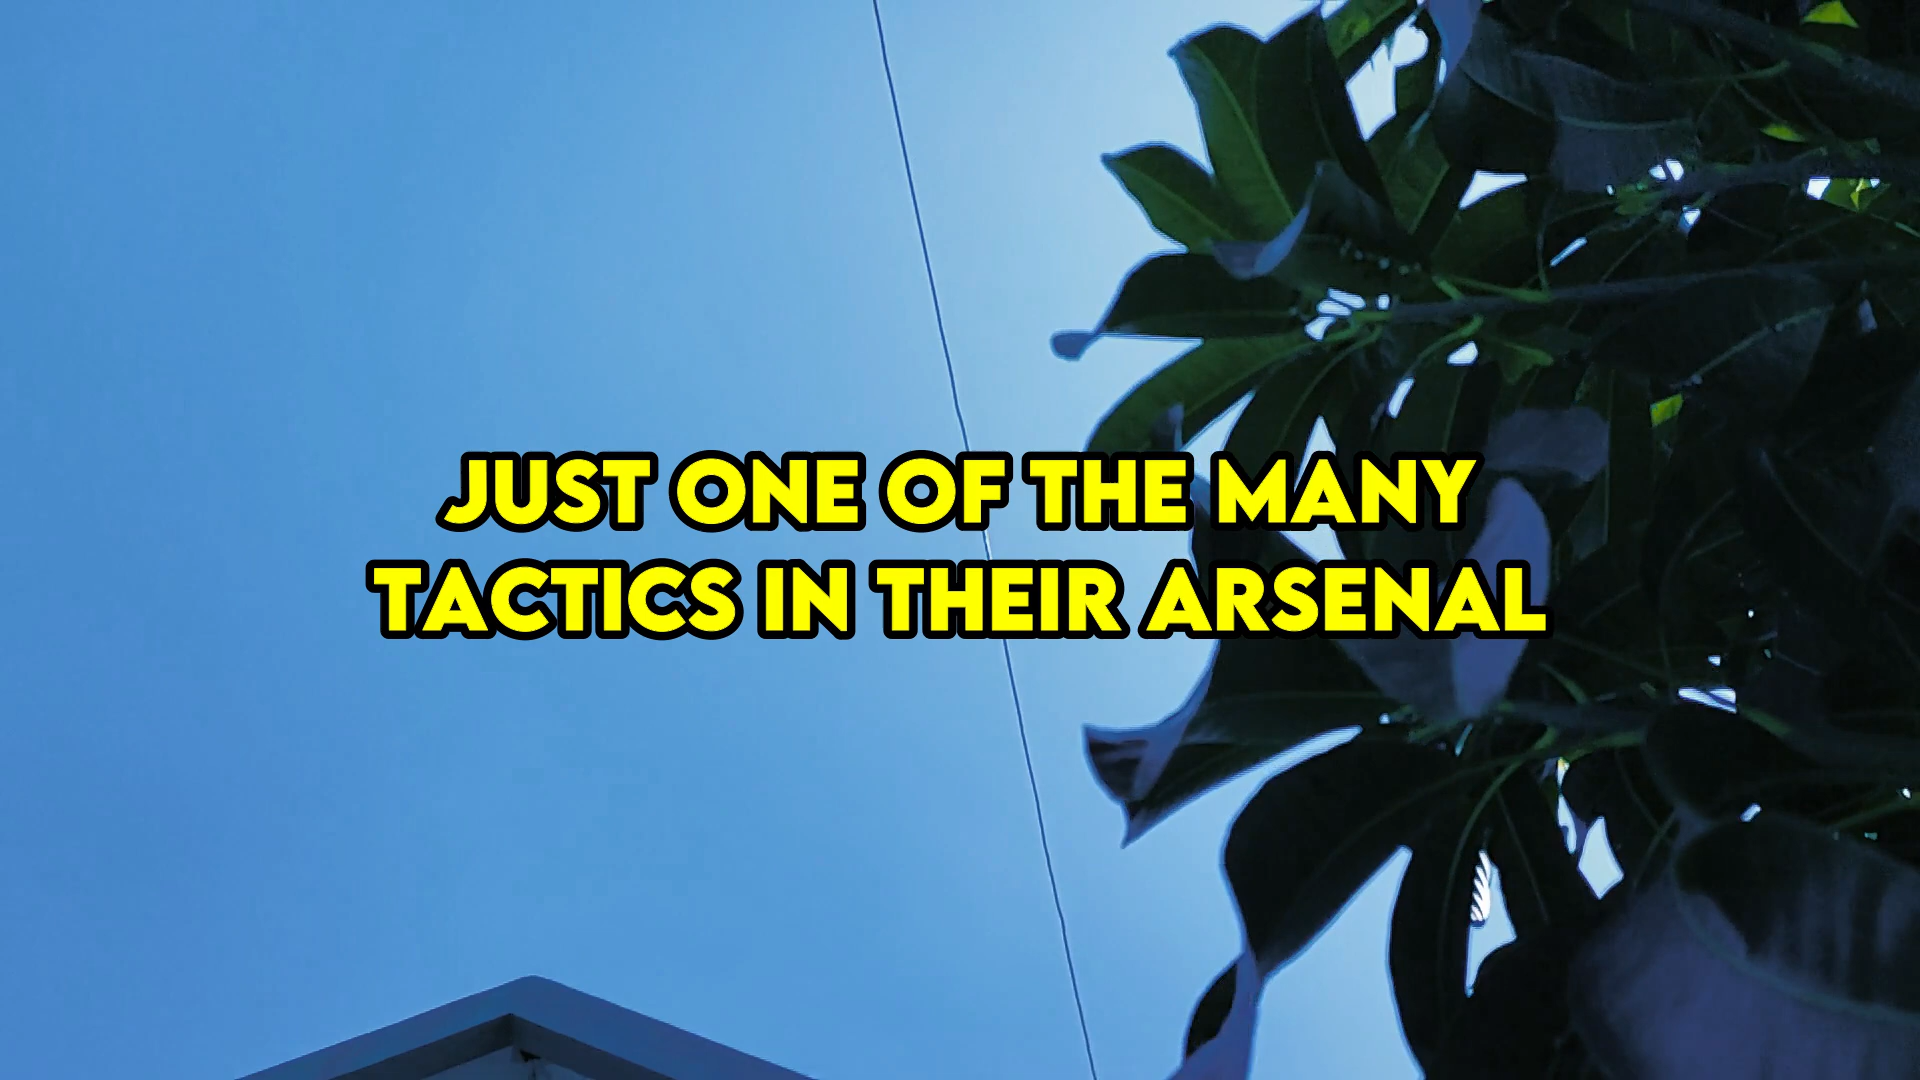 JUST ONE OF THE MANY
TACTICS IN THEIR ARSENAL